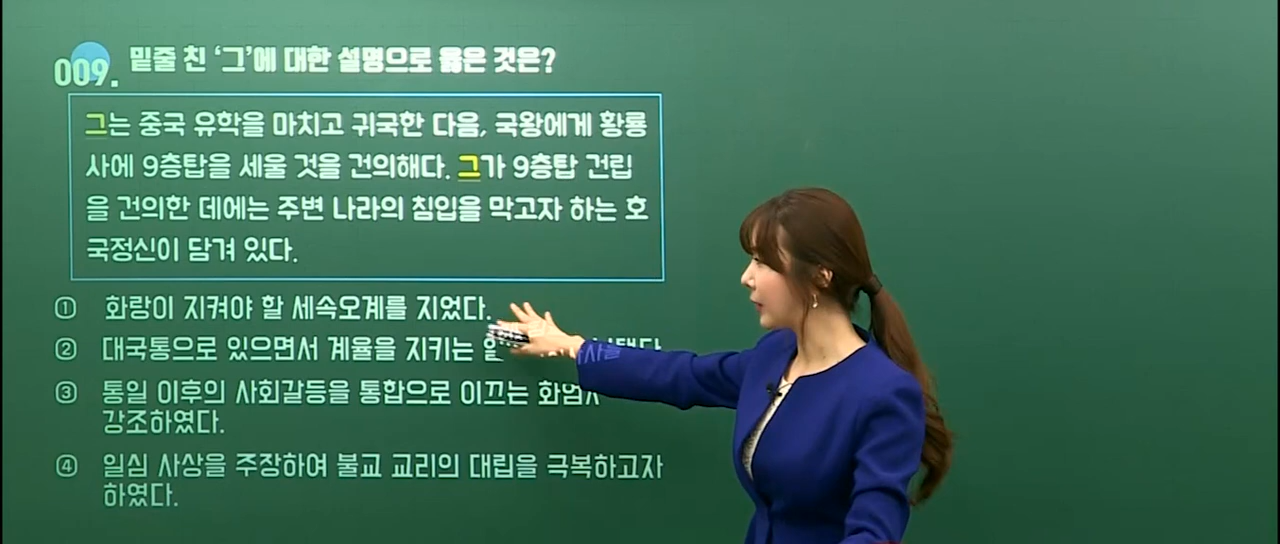 009. 밑줄 친 ‘그’에 대한 설명으로 옳은 것은?
그는 중국 유학을 마치고 귀국한 다음, 국왕에게 황룡
사에 9층탑을 세울 것을 건의해다. 그가 9층탑 건립
을 건의한 데에는 주변 나라의 침입을 막고자 하는 호
국정신이 담겨 있다.
① 화랑이 지켜야 할 세속오계를 지었다.
② 대국통으로 있으면서 계율을 지키는
③ 통일 이후의 사회갈등을 통합으로 이끄는
강조하였다.
④ 일심 사상을 주장하여 불교 교리의 대립을 극복하고자
하였다.